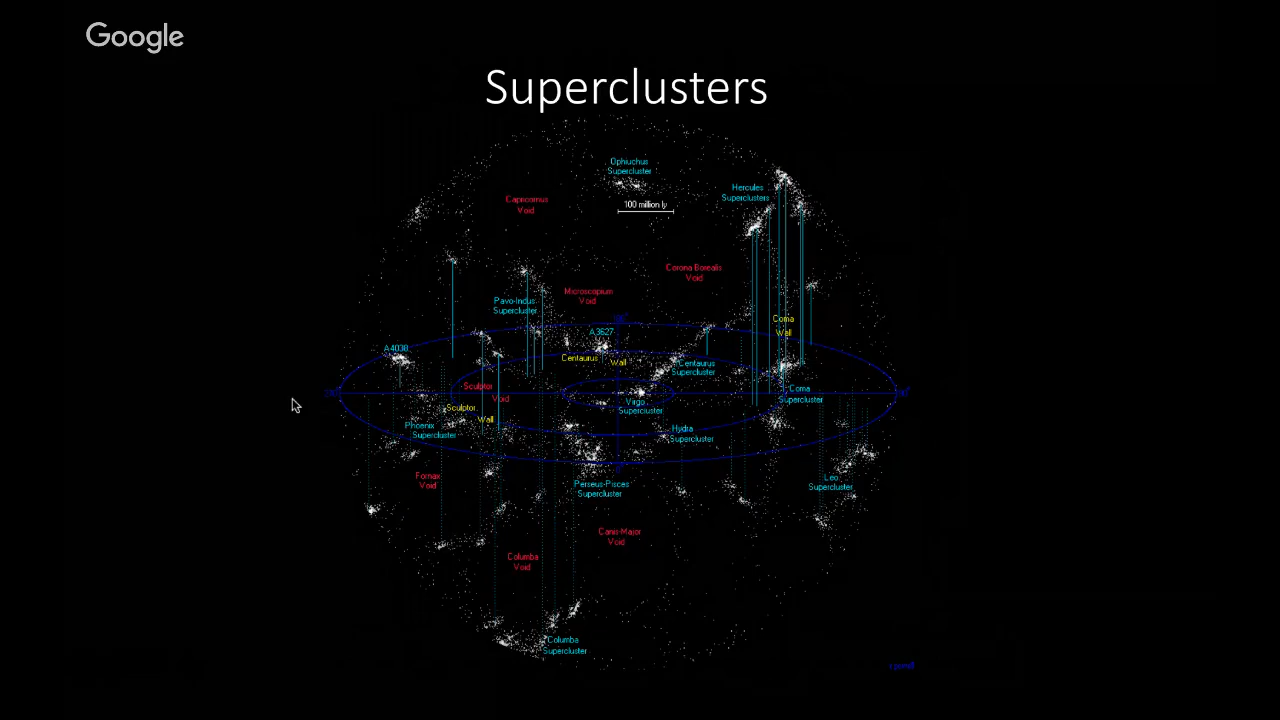 Google
Superclusters
Ophiuchus
Supercluster
Hercules
Superclusters
Capricornus
Void
100 million ly
Corona Borealis
Void
Microscopium
Void
Pavo-Indus
Supercluster
Coma
Wall
A3627
A4038
Centaurus
Wall
Centaurus
Supercluster
Sculptor
Void
Coma
Supercluster
Virgo
Supercluster
Sculptor
Wall
Phoenix
Supercluster
Hydra
Supercluster
Fornax
Void
Perseus-Pisces
Supercluster
Leo
Supercluster
Canis-Major
Void
Columba
Void
Columba
Supercluster